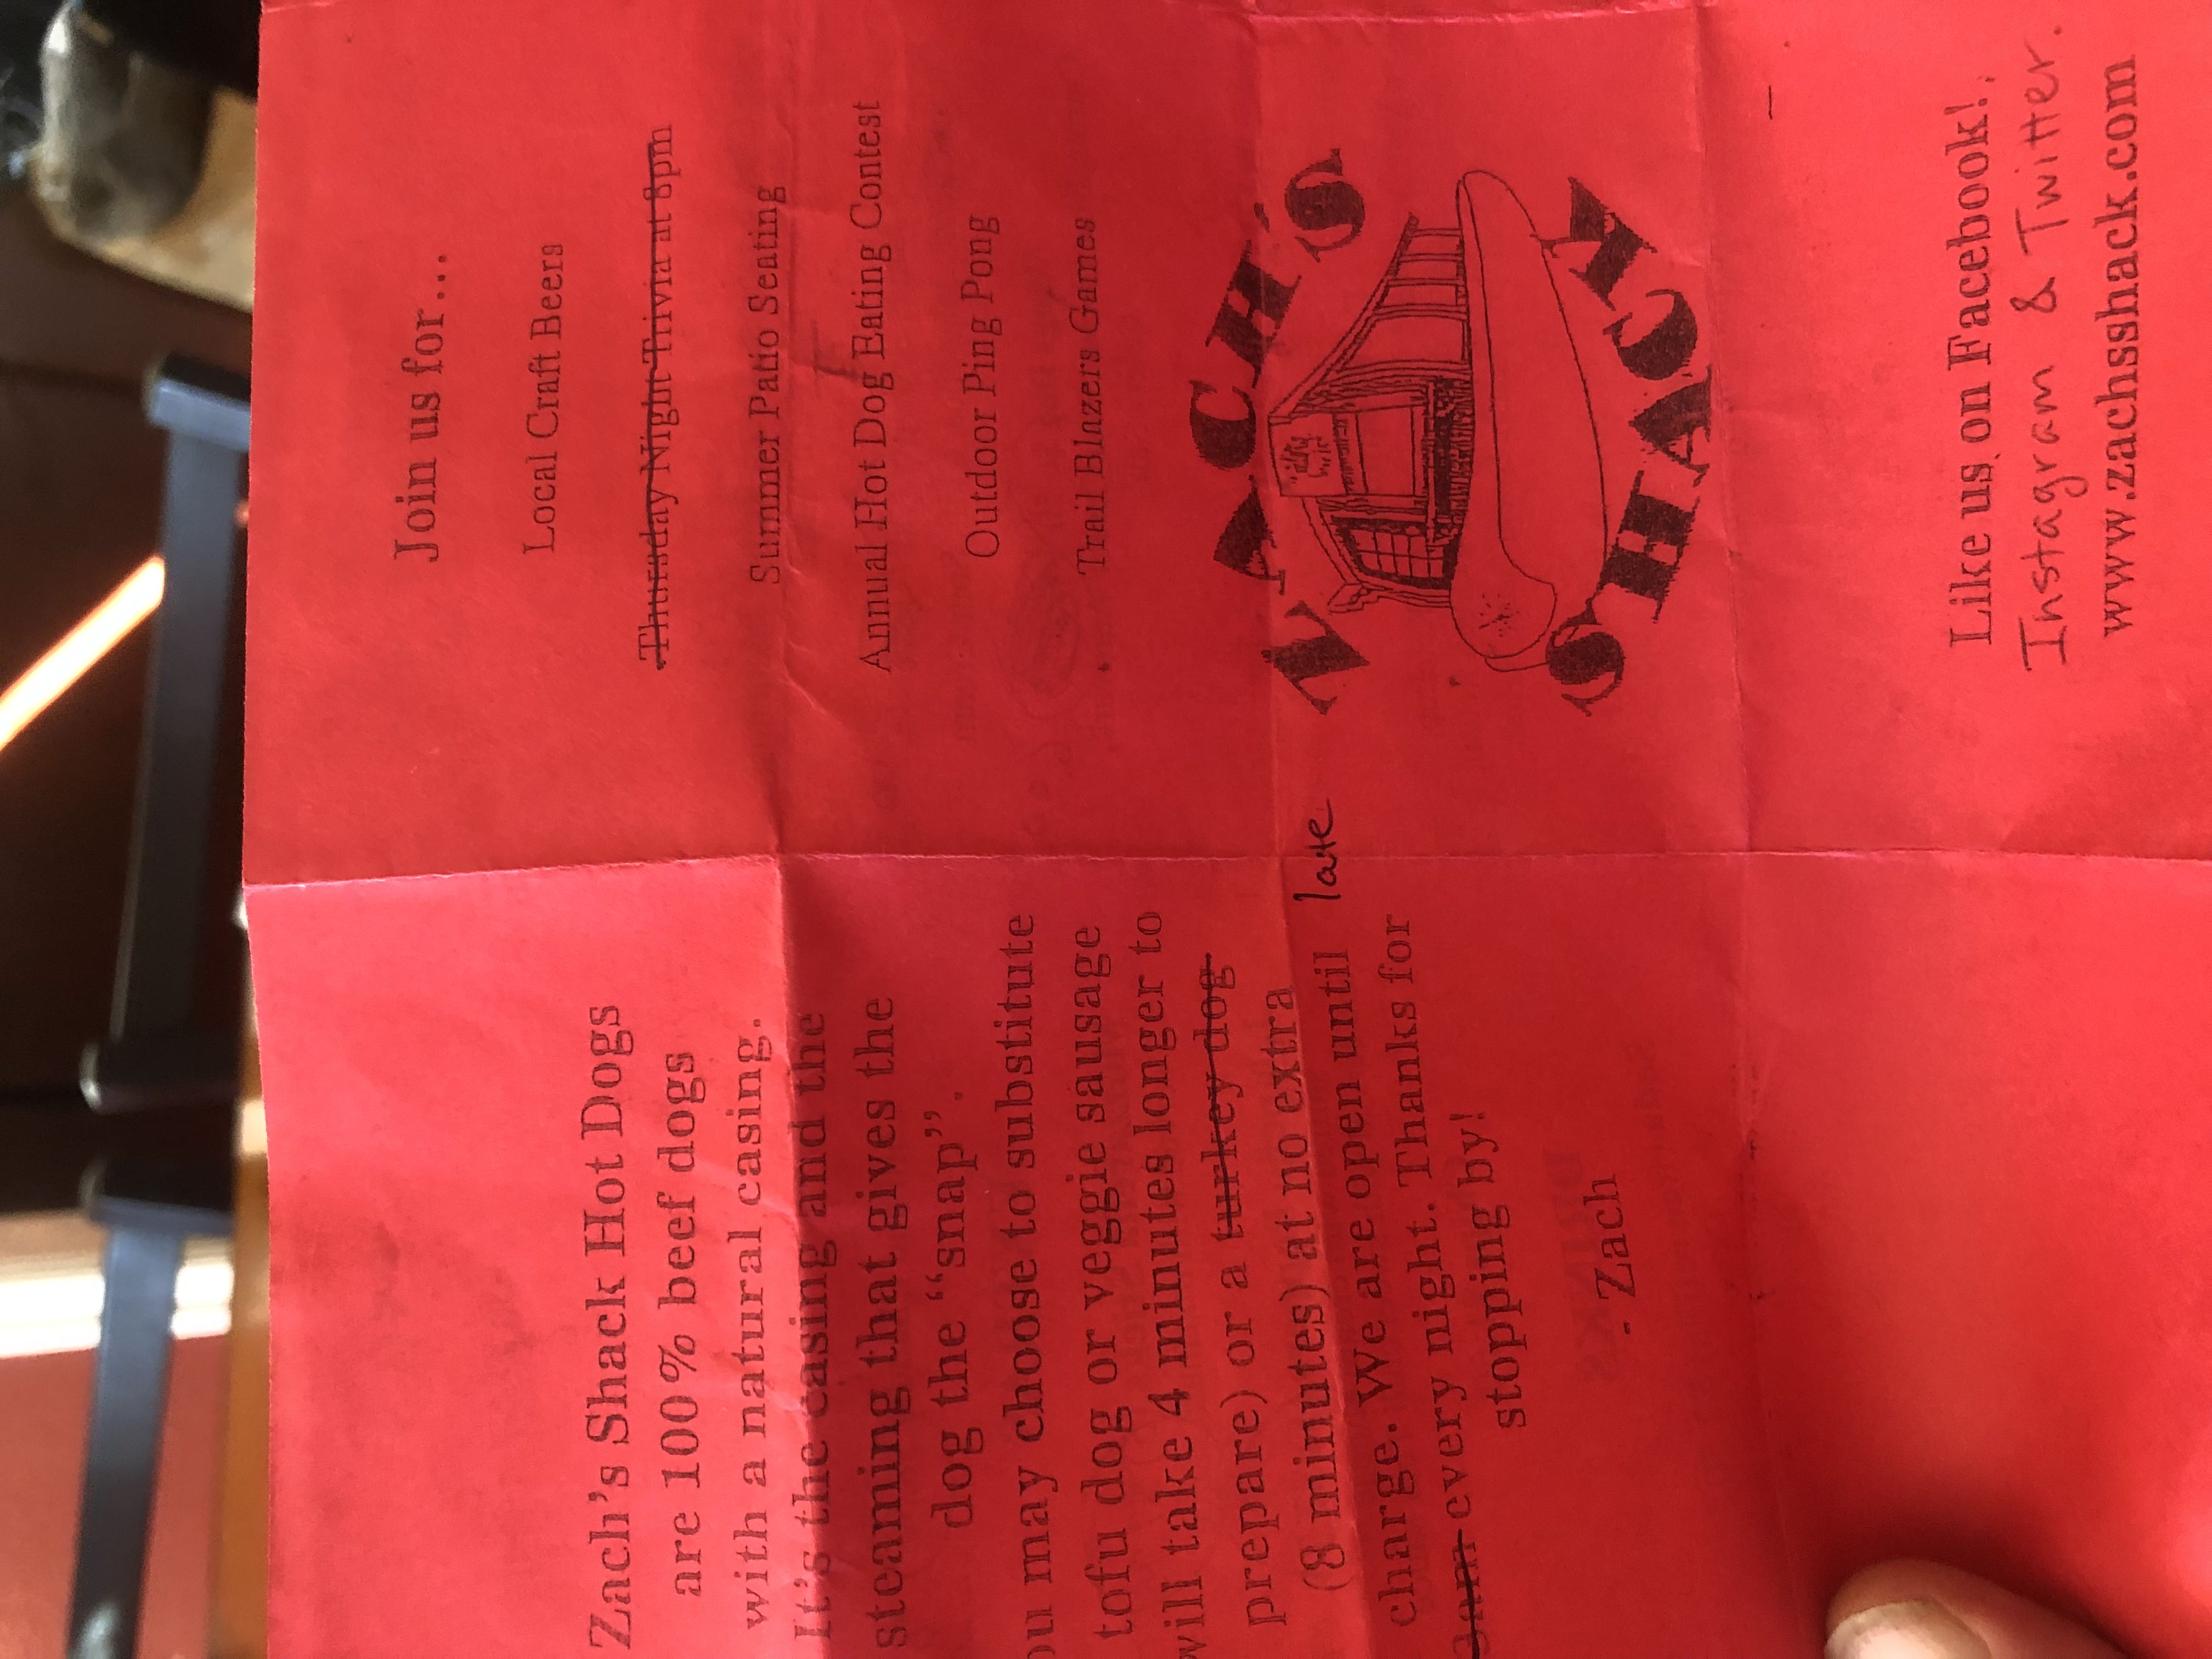 Zach's Shack Hot Dogs
are 100% beef dogs
with a natural casing.
It's the casing and the
steaming that gives the
dog the “snap”.
ou may choose to substitute
tofu dog or veggie sausage
will take 4 minutes longer to
prepare) or a turkey dog
(8 minutes) at no extra
charge. We are open until late
3am every night. Thanks for
stopping by!
- Zach
Join us for...
Local Craft Beers
Thursday Night Trivia at 8pm
Summer Patio Seating
Annual Hot Dog Eating Contest
Outdoor Ping Pong
Trail Blazers Games
ZACH'S
SHACK
Like us on Facebook!,
Instagram & Twitter.
www.zachsshack.com